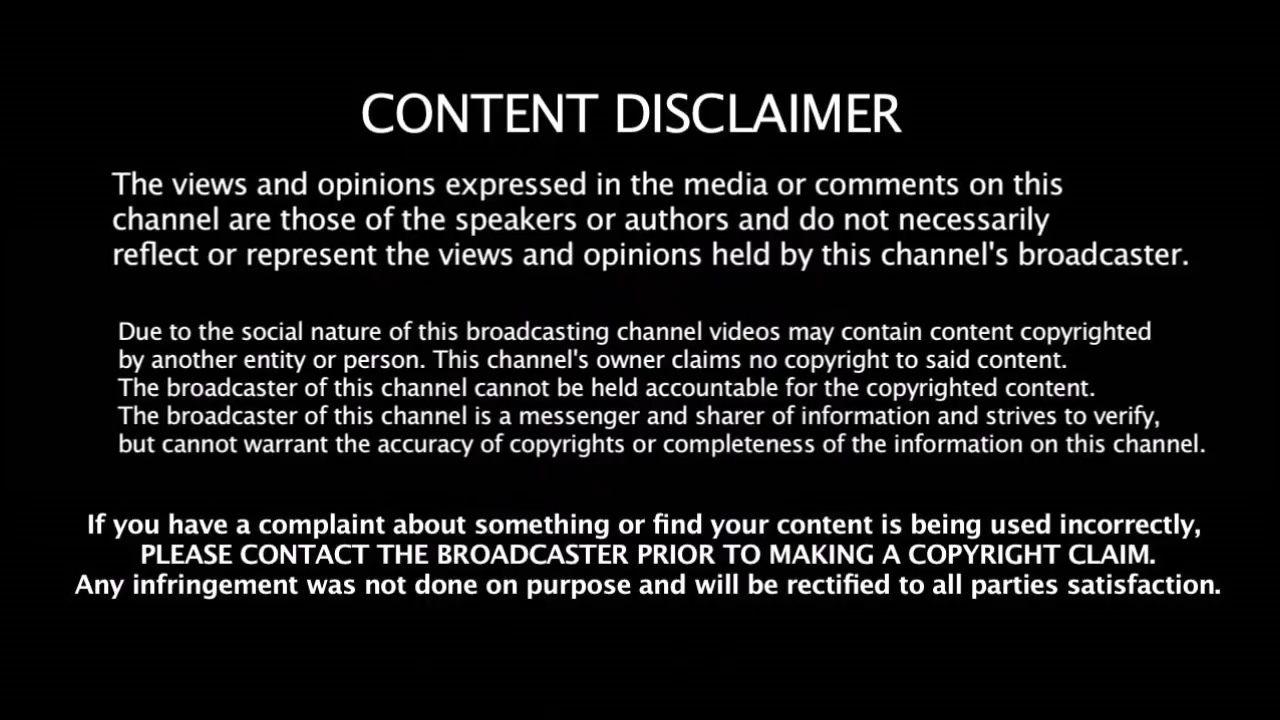 CONTENT DISCLAIMER
The views and opinions expressed in the media or comments on this
channel are those of the speakers or authors and do not necessarily
reflect or represent the views and opinions held by this channel's broadcaster.
Due to the social nature of this broadcasting channel videos may contain content copyrighted
by another entity or person. This channel's owner claims no copyright to said content.
The broadcaster of this channel cannot be held accountable for the copyrighted content.
The broadcaster of this channel is a messenger and sharer of information and strives to verify,
but cannot warrant the accuracy of copyrights or completeness of the information on this channel.
If you have a complaint about something or find your content is being used incorrectly,
PLEASE CONTACT THE BROADCASTER PRIOR TO MAKING A COPYRIGHT CLAIM.
Any infringement was not done on purpose and will be rectified to all parties satisfaction.